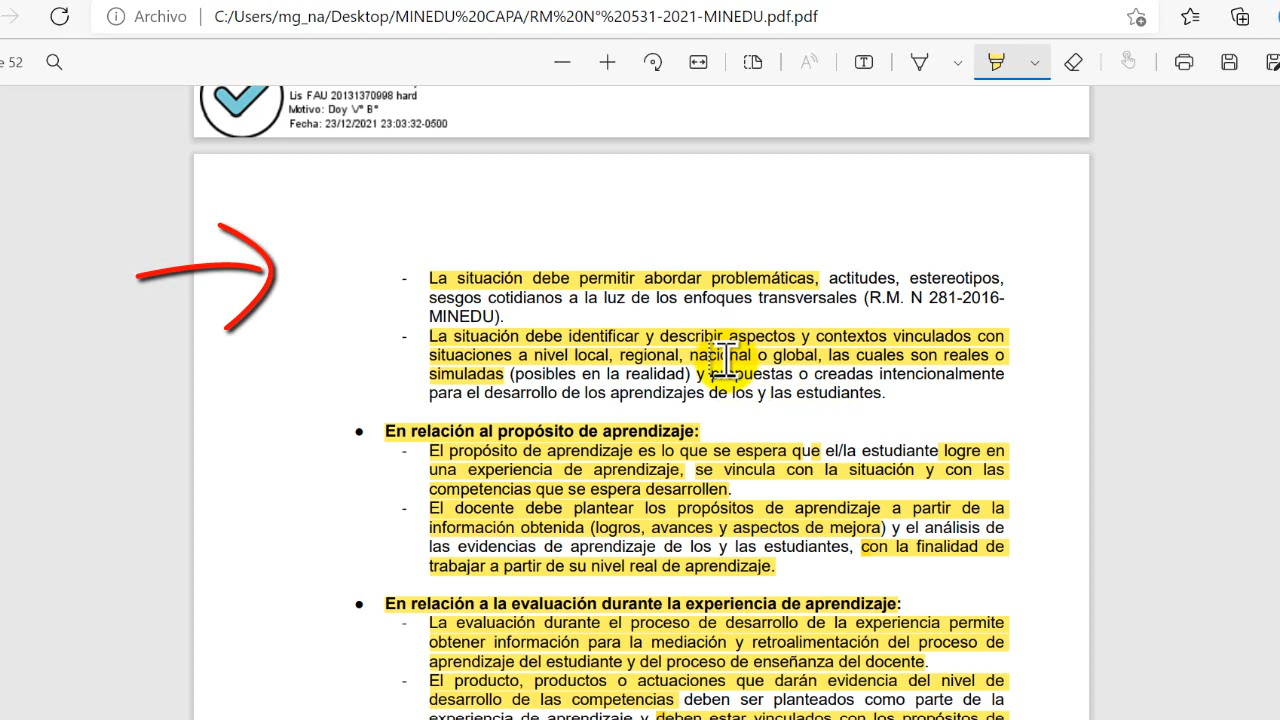 Archivo | C:/Users/mg_na/Desktop/MINEDU%20CAPA/RM%20N°%20531-2021-MINEDU.pdf.pdf
e 52
Lis FAU 20131370998 hard
Motivo: Doy V° B°
Fecha: 23/12/2021 23:03:32-0500
- La situación debe permitir abordar problemáticas, actitudes, estereotipos,
sesgos cotidianos a la luz de los enfoques transversales (R.M. N 281-2016-
MINEDU).
- La situación debe identificar y describir aspectos y contextos vinculados con
situaciones a nivel local, regional, nacional o global, las cuales son reales o
simuladas (posibles en la realidad) y propuestas o creadas intencionalmente
para el desarrollo de los aprendizajes de los y las estudiantes.
● En relación al propósito de aprendizaje:
- El propósito de aprendizaje es lo que se espera que el/la estudiante logre en
una experiencia de aprendizaje, se vincula con la situación y con las
competencias que se espera desarrollen.
- El docente debe plantear los propósitos de aprendizaje a partir de la
información obtenida (logros, avances y aspectos de mejora) y el análisis de
las evidencias de aprendizaje de los y las estudiantes, con la finalidad de
trabajar a partir de su nivel real de aprendizaje.
● En relación a la evaluación durante la experiencia de aprendizaje:
- La evaluación durante el proceso de desarrollo de la experiencia permite
obtener información para la mediación y retroalimentación del proceso de
aprendizaje del estudiante y del proceso de enseñanza del docente.
- El producto, productos o actuaciones que darán evidencia del nivel de
desarrollo de las competencias deben ser planteados como parte de la
experiencia de aprendizaje y deben estar vinculados con los propósitos de